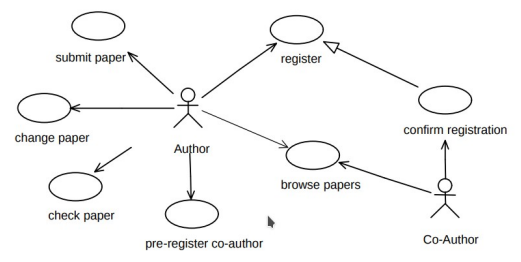 submit paper
register
change paper
Author
confirm registration
browse papers
check paper
pre-register co-author
Co-Author